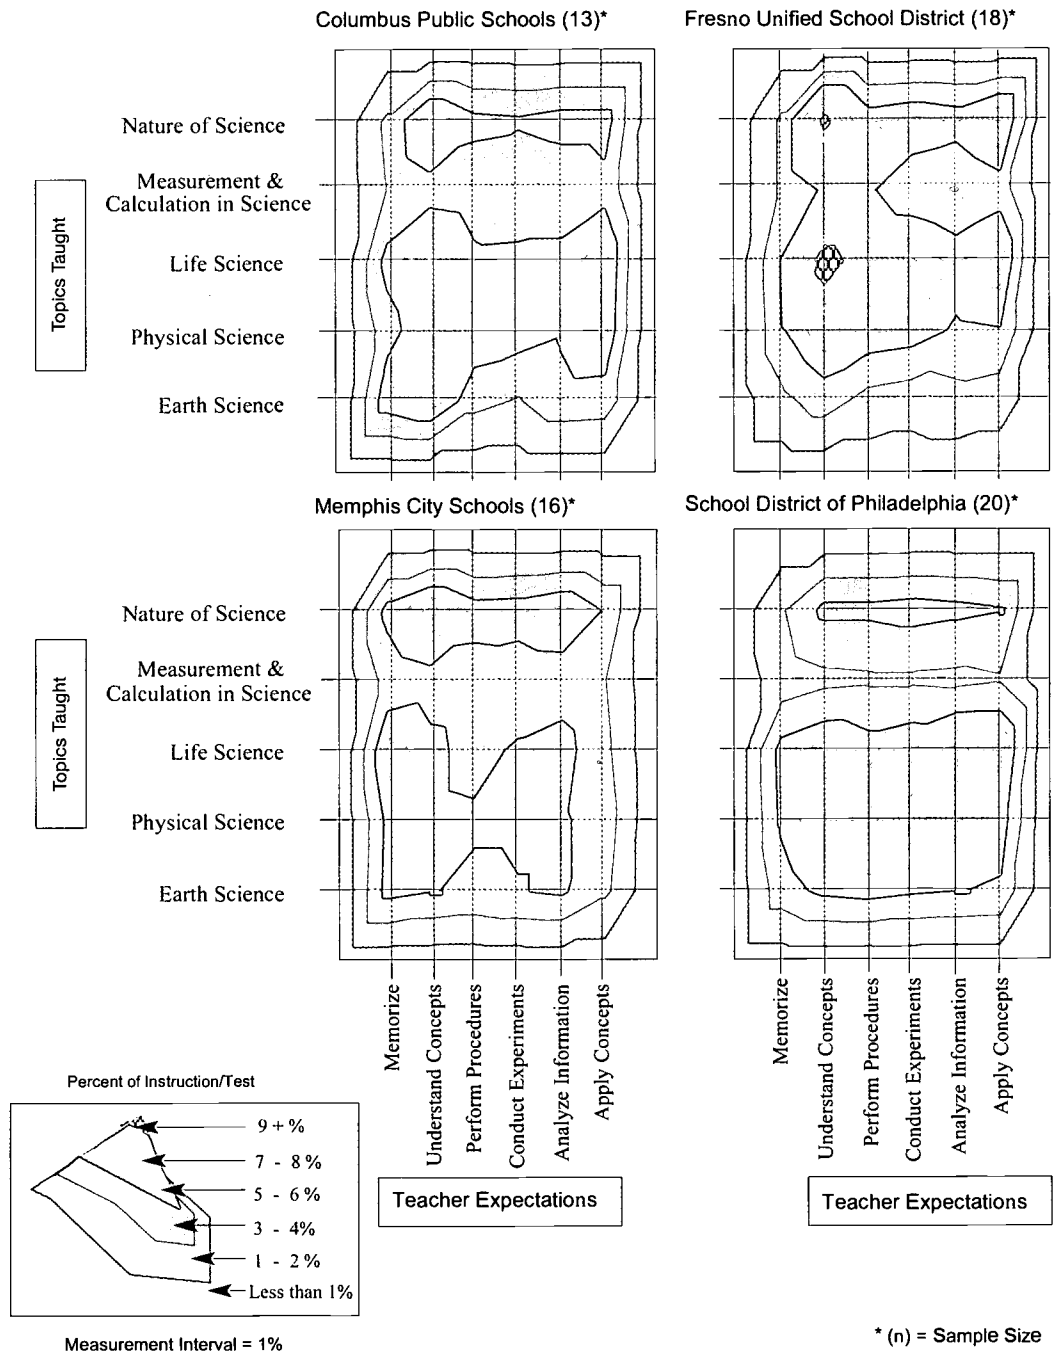 Columbus Public Schools (13)*
Fresno Unified School District (18)*
Topics Taught
Nature of Science
Measurement &
Calculation in Science
Life Science
Physical Science
Earth Science
Memphis City Schools (16)*
School District of Philadelphia (20)*
Topics Taught
Nature of Science
Measurement &
Calculation in Science
Life Science
Physical Science
Earth Science
Memorize
Understand Concepts
Perform Procedures
Conduct Experiments
Analyze Information
Apply Concepts
Memorize
Understand Concepts
Perform Procedures
Conduct Experiments
Analyze Information
Apply Concepts
Teacher Expectations
Teacher Expectations
Percent of Instruction/Test
9 + %
7 - 8 %
5 - 6 %
3 - 4%
1 - 2 %
Less than 1%
Measurement Interval = 1%
* (n) = Sample Size